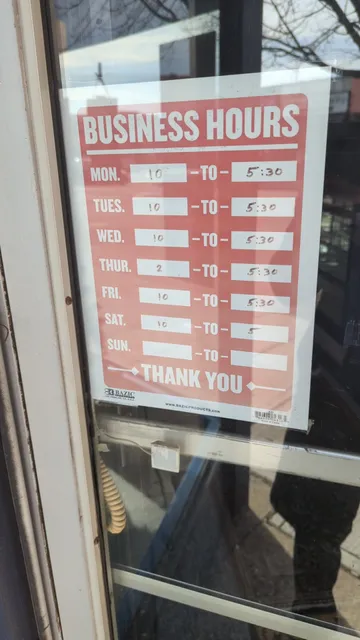 BUSINESS HOURS
MON. 10 - TO - 5:30
TUES. 10 - TO - 5:30
WED. 10 - TO - 5:30
THUR. 2 - TO - 5:30
FRI. 10 - TO - 5:30
SAT. 10 - TO - 5
SUN. - TO -
THANK YOU
BAZIC